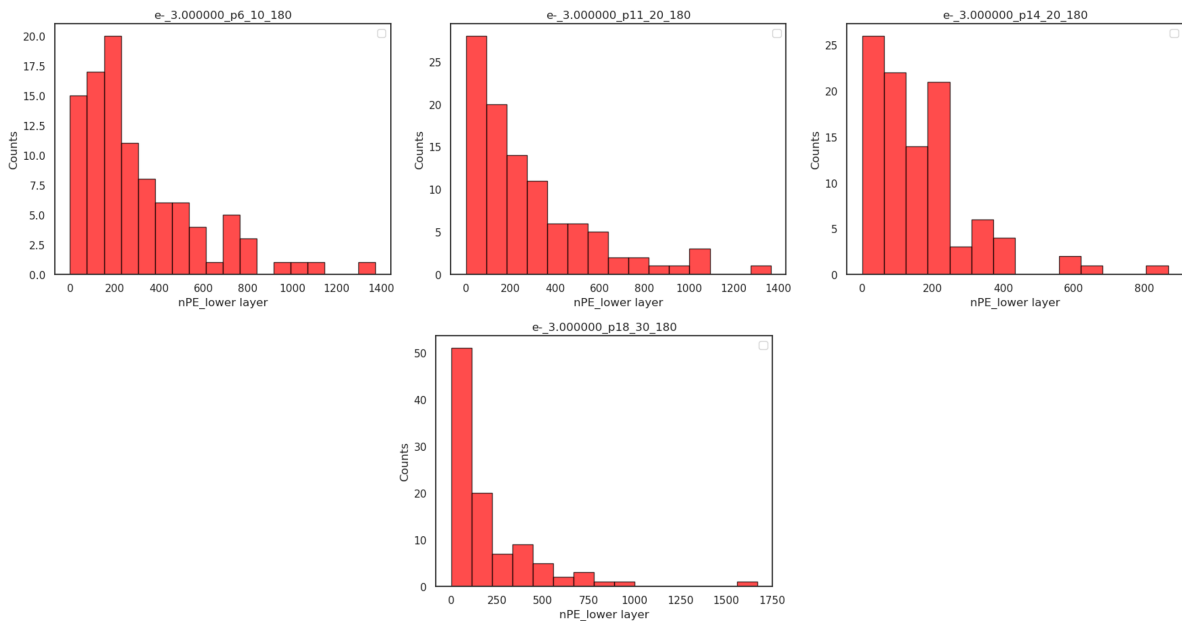 e-_3.000000_p6_10_180
20.0
17.5
15.0
12.5
10.0
7.5
5.0
2.5
0.0
Counts
0 200 400 600 800 1000 1200 1400
nPE_lower layer
e-_3.000000_p11_20_180
25
20
15
10
5
0
Counts
0 200 400 600 800 1000 1200 1400
nPE_lower layer
e-_3.000000_p14_20_180
25
20
15
10
5
0
Counts
0 200 400 600 800
nPE_lower layer
e-_3.000000_p18_30_180
50
40
30
20
10
0
Counts
0 250 500 750 1000 1250 1500 1750
nPE_lower layer